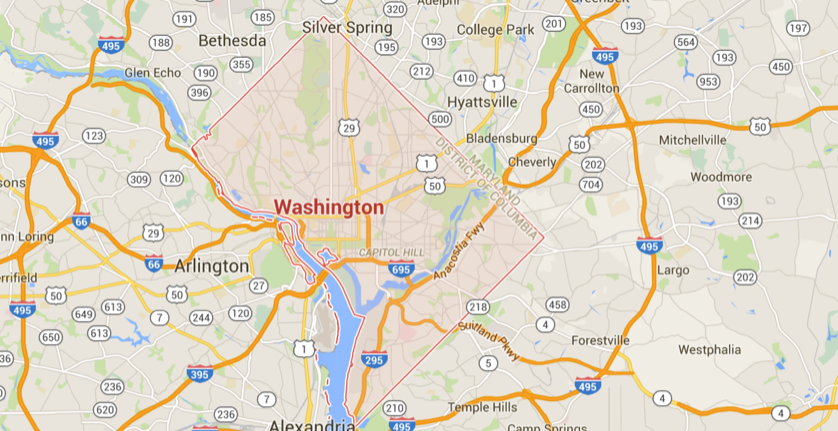 Adelphi
Greenbelt
191
185
320
Silver Spring
College Park
201
193
197
495
188
Bethesda
195
193
564
495
355
Glen Echo
190
212
410
1
New
Carrollton
953
450
396
Hyattsville
450
500
123
29
Bladensburg
50
Mitchellville
50
495
1
Cheverly
202
309
120
MARYLAND
DISTRICT OF COLUMBIA
50
704
Woodmore
Washington
193
214
66
29
nn Loring
495
CAPITOL HILL
66
Arlington
695
Anacostia Fwy
Largo
202
rrifield
27
50
50
495
649
613
7
244
120
218
458
4
650
613
Suitland Pkwy
Forestville
1
Westphalia
36
295
5
395
236
495
4
7
620
236
210
Temple Hills
4
Alexandria
495
Camp Springs